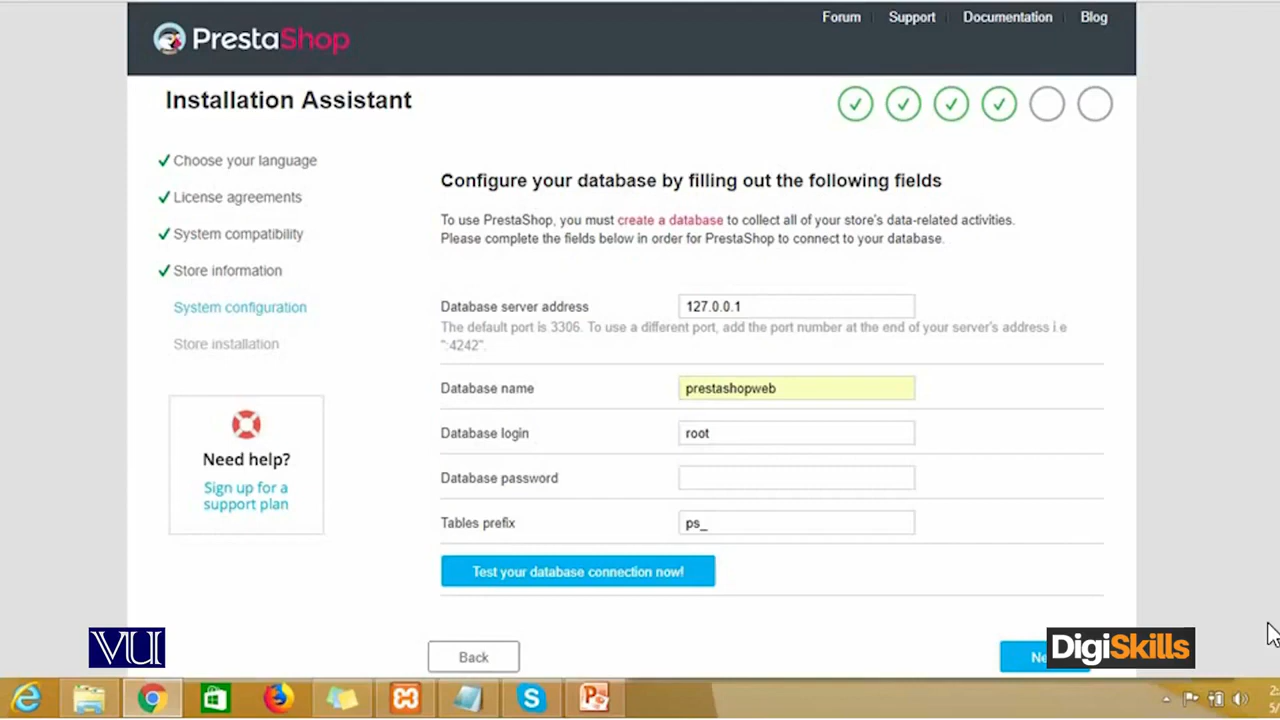 Forum
Support
Documentation
Blog
PrestaShop
Installation Assistant
Choose your language
License agreements
System compatibility
Store information
System configuration
Store installation
Need help?
Sign up for a
support plan
Configure your database by filling out the following fields
To use PrestaShop, you must create a database to collect all of your store's data-related activities.
Please complete the fields below in order for PrestaShop to connect to your database.
Database server address
127.0.0.1
The default port is 3306. To use a different port, add the port number at the end of your server's address i.e
":4242".
Database name
prestashopweb
Database login
root
Database password
Tables prefix
ps_
Test your database connection now!
Back
VU
DigiSkills